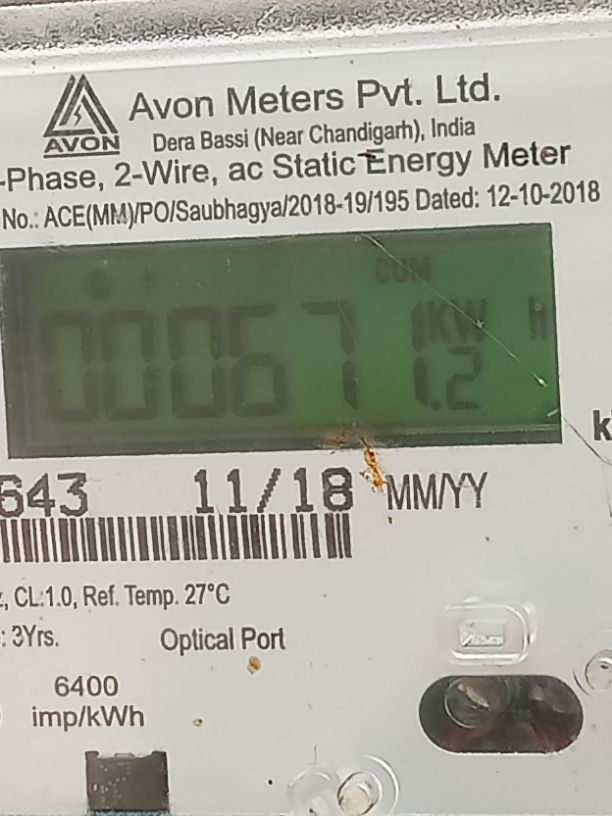 AVON
Avon Meters Pvt. Ltd.
Dera Bassi (Near Chandigarh), India
-Phase, 2-Wire, ac Static Energy Meter
No.: ACE(MM)/PO/Saubhagya/2018-19/195 Dated: 12-10-2018
CUM
KW h
000671.2
k
643 11/18 MM/YY
, CL:1.0, Ref. Temp. 27°C
: 3Yrs.
Optical Port
6400
imp/kWh